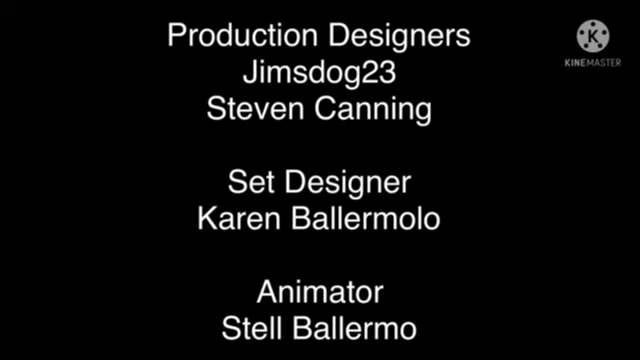 Production Designers
Jimsdog23
Steven Canning
Set Designer
Karen Ballermolo
Animator
Stell Ballermo
K
KINEMASTER